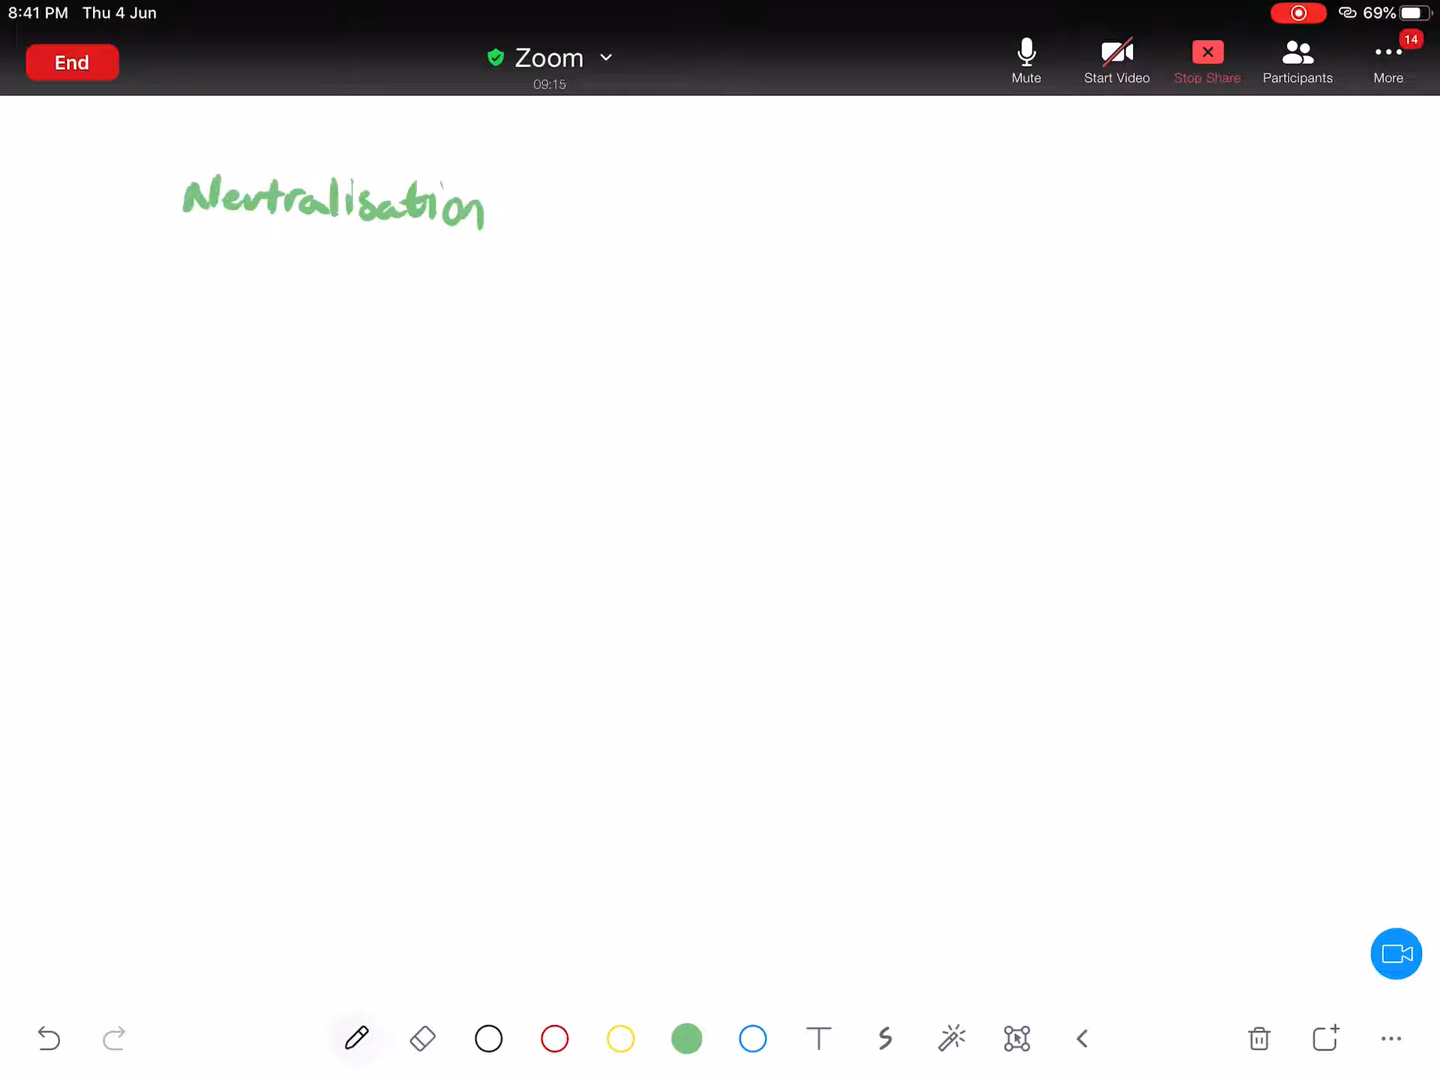 8:41 PM Thu 4 Jun 69%
End Zoom 14
09:15 Mute Start Video Stop Share Participants More
Neutralisation
T